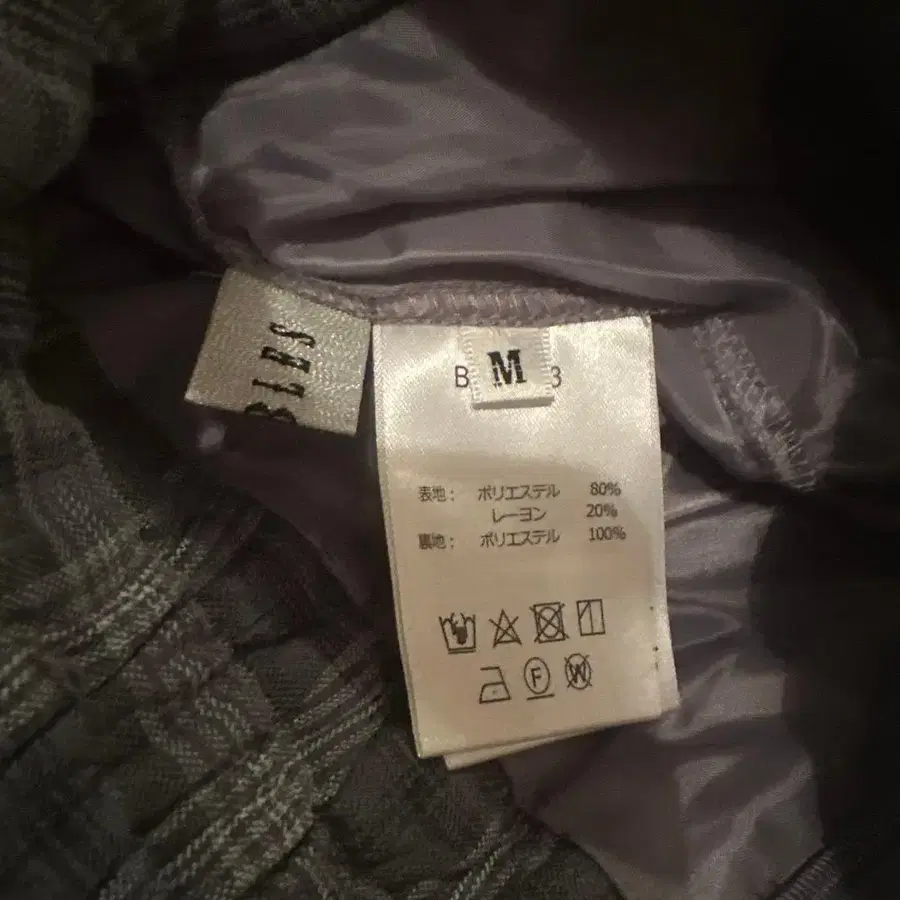 BLES
M
B 3
表地： ポリエステル 80%
レーヨン 20%
裏地： ポリエステル 100%
F
W